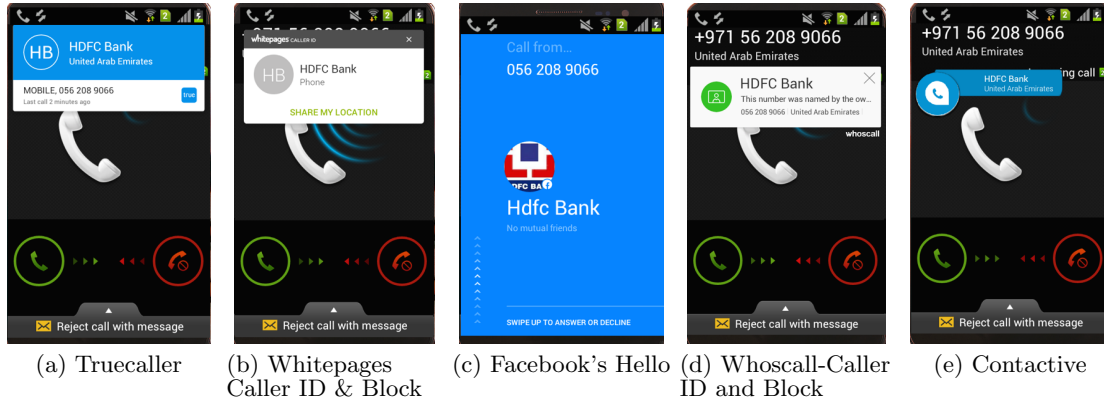 HB
HDFC Bank
United Arab Emirates
MOBILE, 056 208 9066
Last call 2 minutes ago
true
Reject call with message
(a) Truecaller
whitepages CALLER ID
HB
HDFC Bank
Phone
SHARE MY LOCATION
Reject call with message
(b) Whitepages
Caller ID & Block
Call from...
056 208 9066
Hdfc Bank
No mutual friends
SWIPE UP TO ANSWER OR DECLINE
(c) Facebook's Hello
+971 56 208 9066
United Arab Emirates
HDFC Bank
This number was named by the ow...
056 208 9066 United Arab Emirates
whoscall
Reject call with message
(d) Whoscall-Caller
ID and Block
+971 56 208 9066
United Arab Emirates
HDFC Bank
United Arab Emirates
call
Reject call with message
(e) Contactive